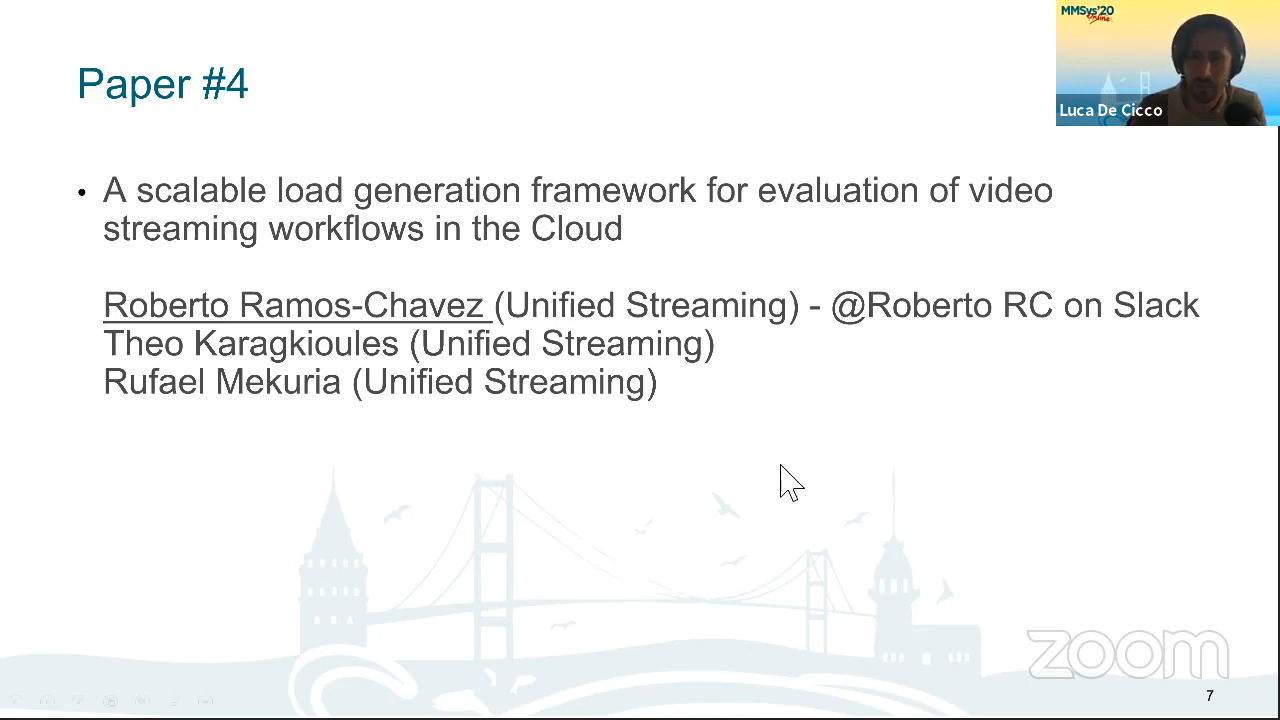 MMSys'20
Online
Luca De Cicco
Paper #4
• A scalable load generation framework for evaluation of video
streaming workflows in the Cloud
Roberto Ramos-Chavez (Unified Streaming) - @Roberto RC on Slack
Theo Karagkioules (Unified Streaming)
Rufael Mekuria (Unified Streaming)
zoom
7